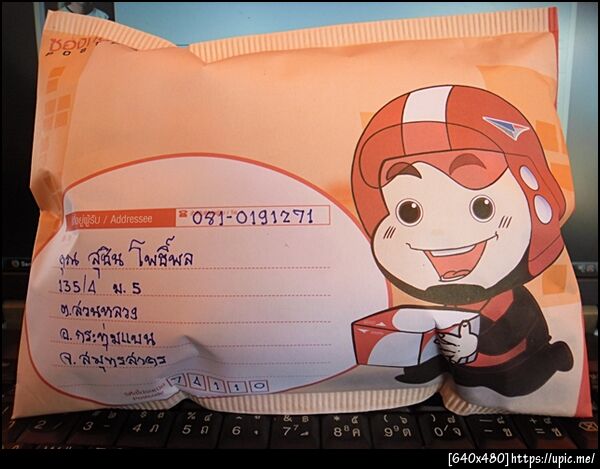 ที่อยู่ผู้รับ / Addressee ☎ 081-0191271
คุณ สุชิน โพธิ์พล
135/4 ม.5
ต.สวนหลวง
อ.กระทุ่มแบน
จ.สมุทรสาคร
74110
[640x480]https://upic.me/